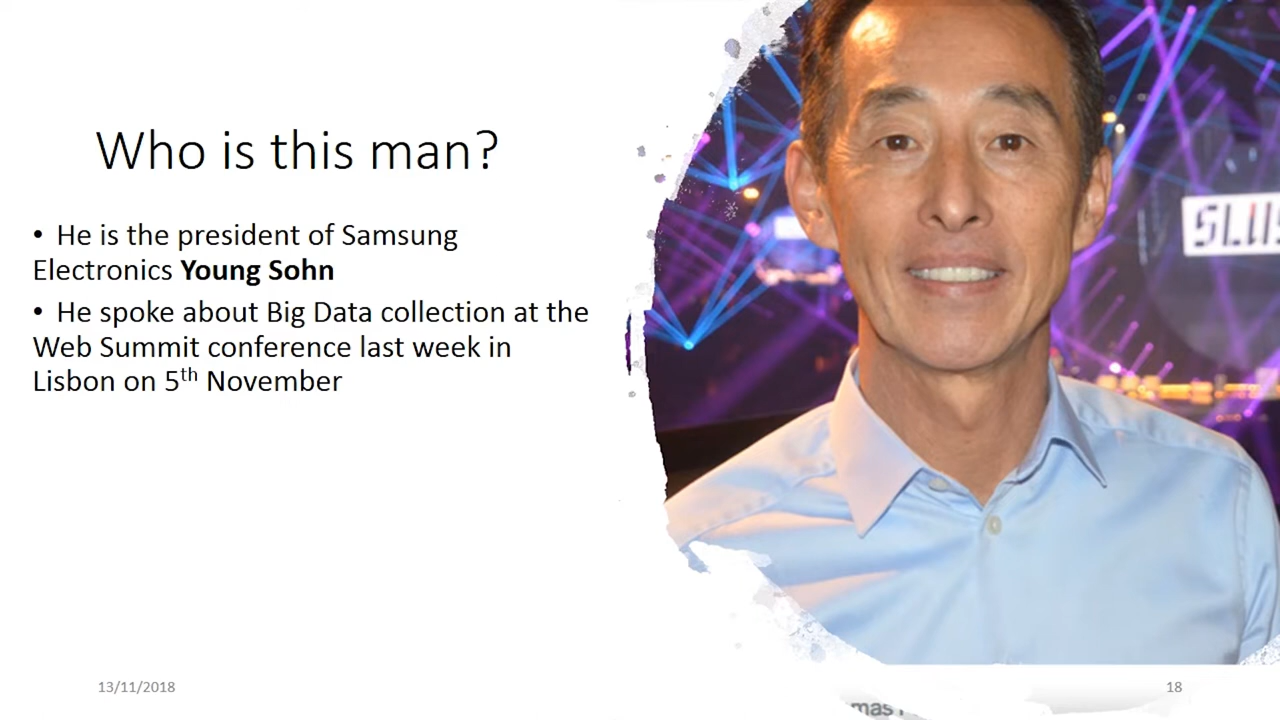 Who is this man?
• He is the president of Samsung
Electronics Young Sohn
• He spoke about Big Data collection at the
Web Summit conference last week in
Lisbon on 5th November
SLUS
13/11/2018
18